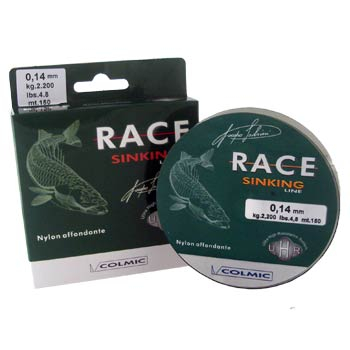 0,14 mm
kg.2,200
lbs.4,8
mt.150
RACE
SINKING
Nylon affondante
COLMIC
RACE
SINKING
LINE
0,14 mm
kg.2,200 lbs.4,8 mt.150
UHR
COLMIC